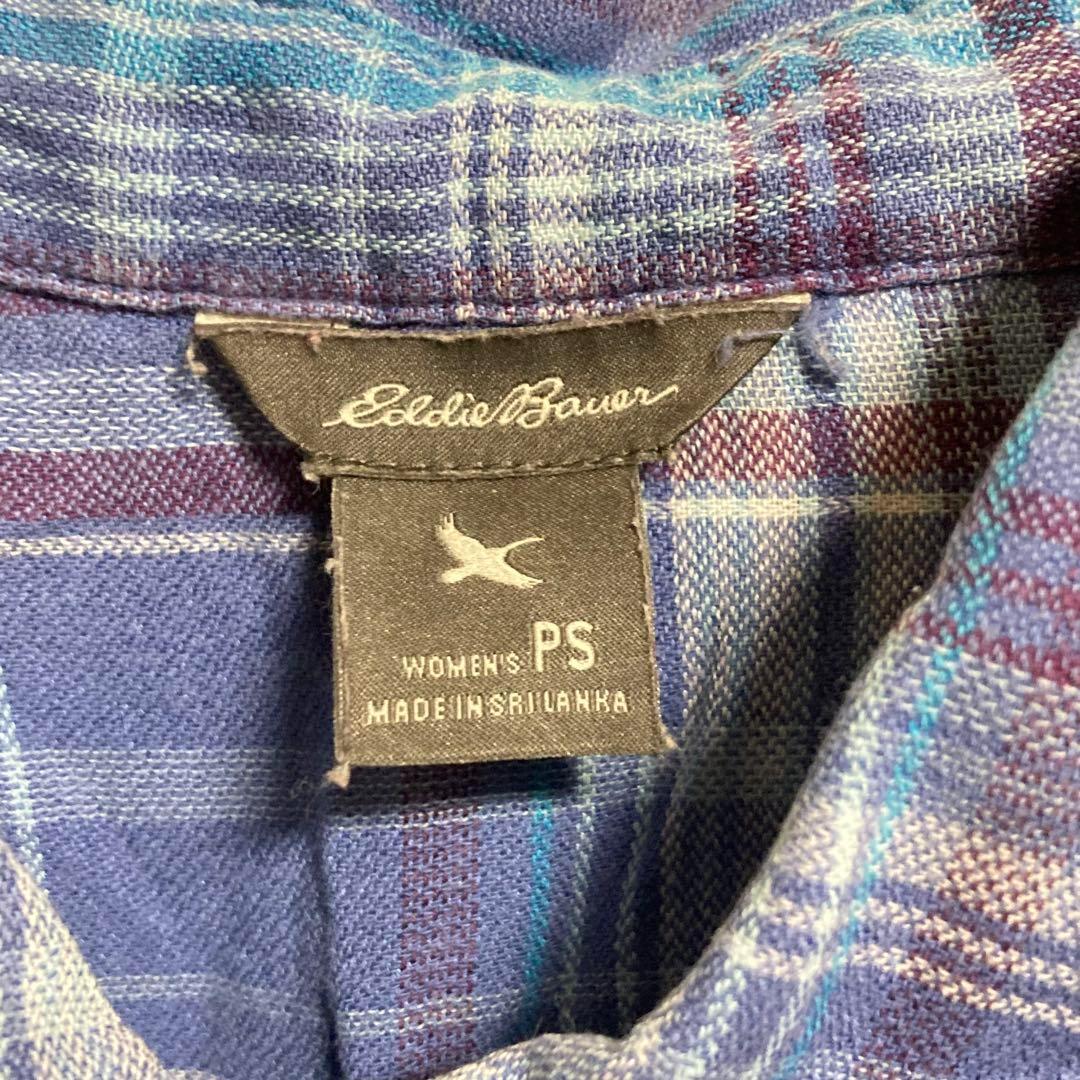 Eddie Bauer
WOMEN'S PS
MADE IN SRI LANKA